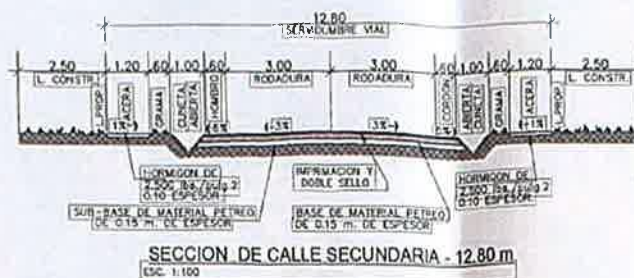 12.80
SERVIDUMBRE VIAL
2.50 1.20 .60 1.00 .60 3.00 3.00 .60 1.00 .60 1.20 2.50
L. CONSTR. RODADURA RODADURA L. CONSTR.
L. PROP.
ACERA
GRAMA
CUNETA ABIERTA
HOMBRO
CORDON
ABIERTA CUNETA
GRAMA
ACERA
L. PROP.
(1%-) (-3%) 3%-) (-1%)
HORMIGON DE
2,500 lbs./pulg.2
0.10 ESPESOR
IMPRIMACION Y
DOBLE SELLO
HORMIGON DE
2,500 lbs./pulg.2
0.10 ESPESOR
SUB-BASE DE MATERIAL PETREO
DE 0.15 m. DE ESPESOR
BASE DE MATERIAL PETREO
DE 0.15 m. DE ESPESOR
SECCION DE CALLE SECUNDARIA - 12.80 m
ESC. 1:100